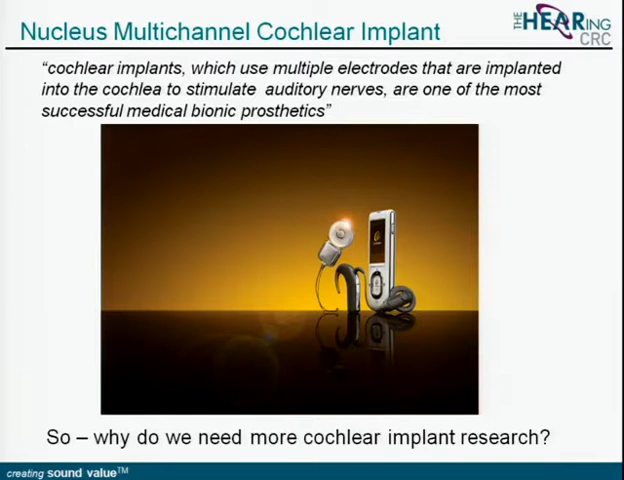 Nucleus Multichannel Cochlear Implant
THE HEARING CRC
“cochlear implants, which use multiple electrodes that are implanted
into the cochlea to stimulate auditory nerves, are one of the most
successful medical bionic prosthetics”
So – why do we need more cochlear implant research?
creating sound value™